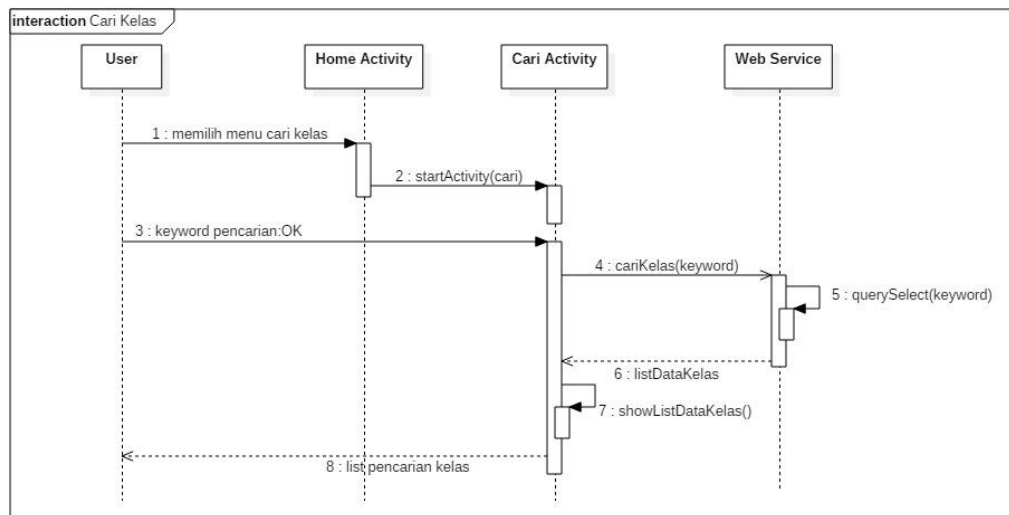 interaction Cari Kelas
User
Home Activity
Cari Activity
Web Service
1 : memilih menu cari kelas
2 : startActivity(cari)
3 : keyword pencarian:OK
4 : cariKelas(keyword)
5 : querySelect(keyword)
6 : listDataKelas
7 : showListDataKelas()
8 : list pencarian kelas